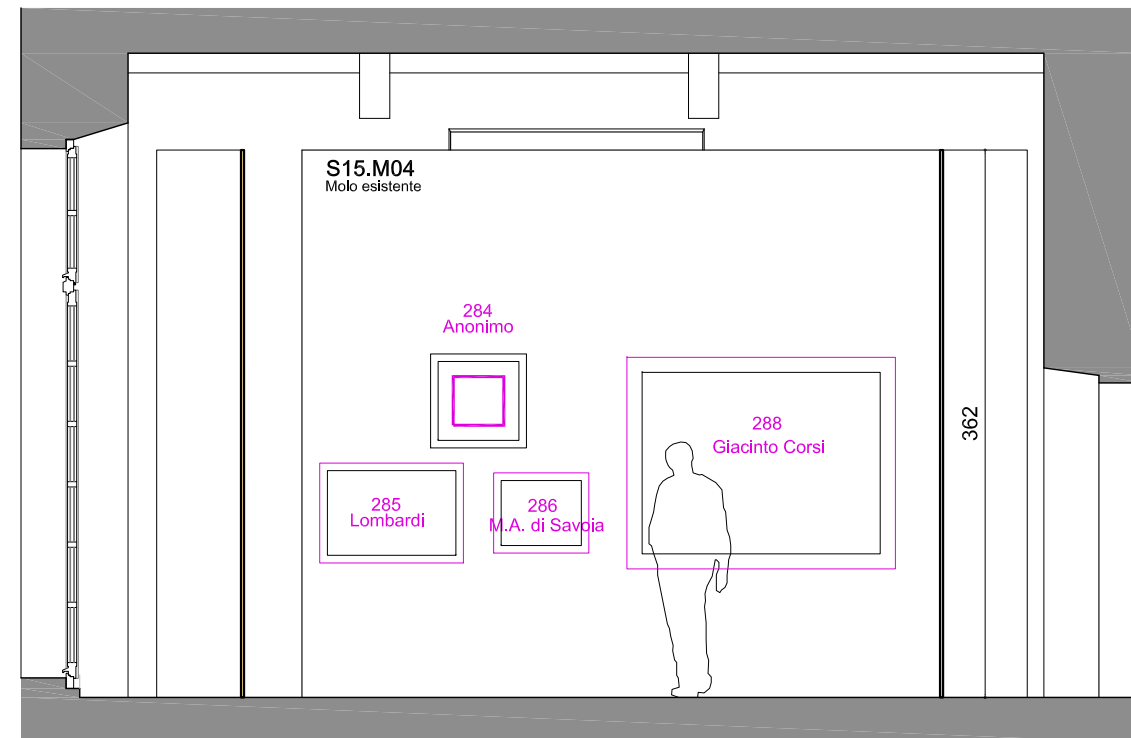 S15.M04
Molo esistente
284
Anonimo
288
Giacinto Corsi
285
Lombardi
286
M.A. di Savoia
362